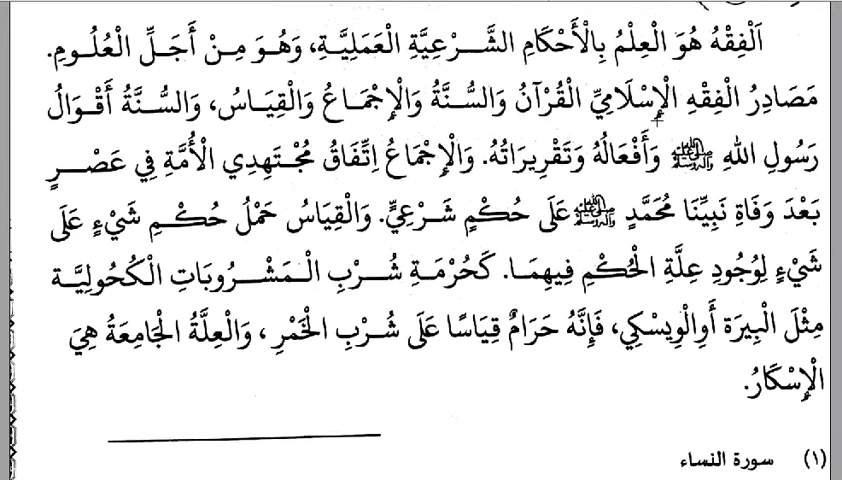 اَلْفِقْهُ هُوَ الْعِلْمُ بِالْأَحْكَامِ الشَّرْعِيَّةِ الْعَمَلِيَّةِ، وَهُوَ مِنْ أَجَلِّ الْعُلُومِ.
مَصَادِرُ الْفِقْهِ الْإِسْلَامِيِّ الْقُرْآنُ وَالسُّنَّةُ وَالْإِجْمَاعُ وَالْقِيَاسُ، وَالسُّنَّةُ أَقْوَالُ
رَسُولِ اللهِ ﷺ وَأَفْعَالُهُ وَتَقْرِيرَاتُهُ. وَالْإِجْمَاعُ اِتِّفَاقُ مُجْتَهِدِي الْأُمَّةِ فِي عَصْرٍ
بَعْدَ وَفَاةِ نَبِيِّنَا مُحَمَّدٍ ﷺ عَلَى حُكْمٍ شَرْعِيٍّ. وَالْقِيَاسُ حَمْلُ حُكْمِ شَيْءٍ عَلَى
شَيْءٍ لِوُجُودِ عِلَّةِ الْحُكْمِ فِيهِمَا. كَحُرْمَةِ شُرْبِ الْمَشْرُوبَاتِ الْكُحُولِيَّة
مِثْلَ الْبِيرَة أَوالْوِيسْكِي، فَإِنَّهُ حَرَامٌ قِيَاسًا عَلَى شُرْبِ الْخَمْرِ، وَالْعِلَّةُ الْجَامِعَةُ هِيَ
الْإِسْكَارُ.
(١) سورة النساء